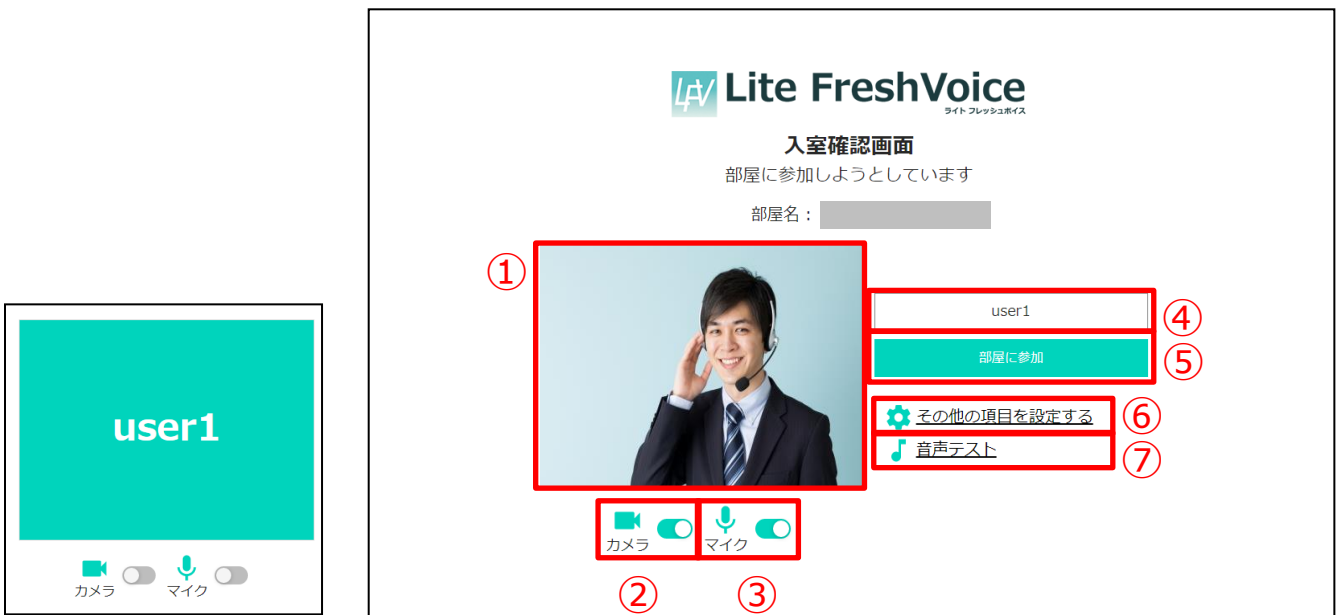 user1
カメラ
マイク
LFV Lite FreshVoice
ライト フレッシュボイス
入室確認画面
部屋に参加しようとしています
部屋名：
①
user1
④
部屋に参加
⑤
その他の項目を設定する
⑥
音声テスト
⑦
カメラ
マイク
②
③